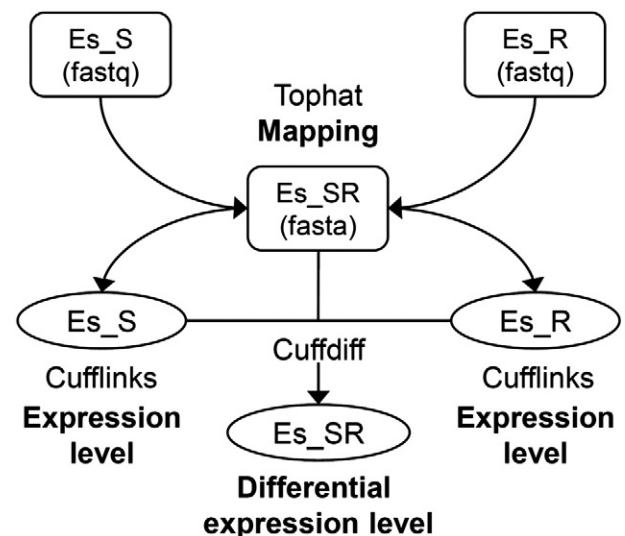 Es_S
(fastq)
Es_R
(fastq)
Tophat
Mapping
Es_SR
(fasta)
Es_S
Es_R
Cufflinks
Expression
level
Cuffdiff
Cufflinks
Expression
level
Es_SR
Differential
expression level